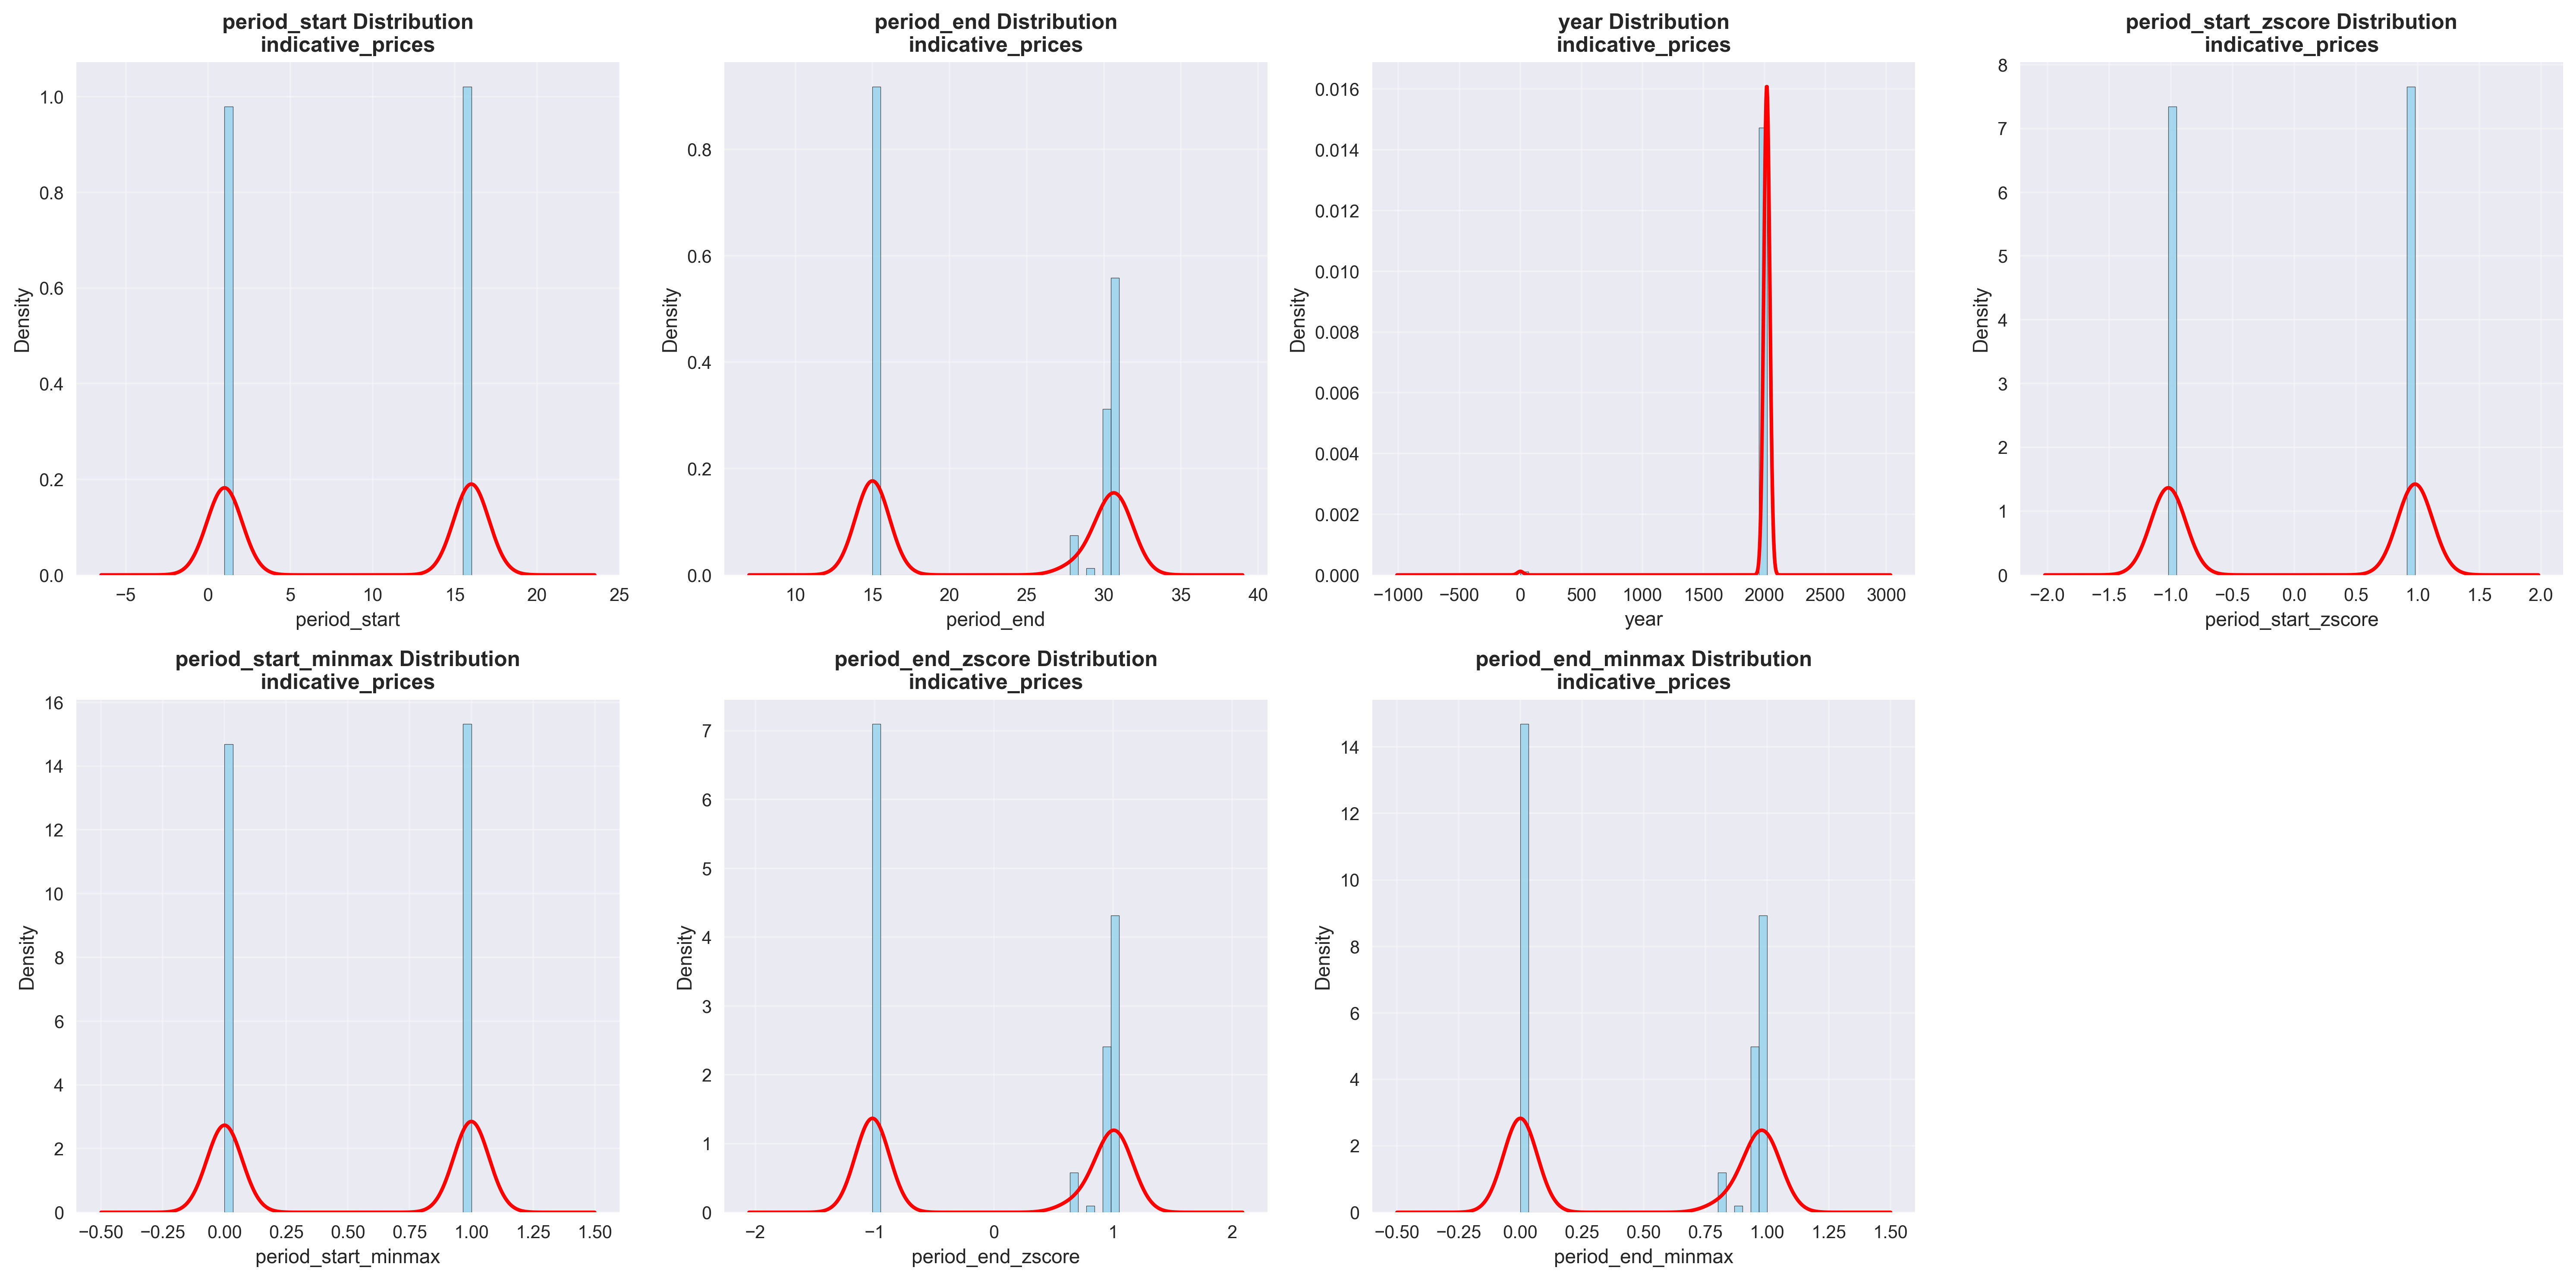 period_start Distribution
indicative_prices
1.0
0.8
0.6
0.4
0.2
0.0
Density
−5 0 5 10 15 20 25
period_start
period_end Distribution
indicative_prices
0.8
0.6
0.4
0.2
0.0
Density
10 15 20 25 30 35 40
period_end
year Distribution
indicative_prices
0.016
0.014
0.012
0.010
0.008
0.006
0.004
0.002
0.000
Density
−1000 −500 0 500 1000 1500 2000 2500 3000
year
period_start_zscore Distribution
indicative_prices
8
7
6
5
4
3
2
1
0
Density
−2.0 −1.5 −1.0 −0.5 0.0 0.5 1.0 1.5 2.0
period_start_zscore
period_start_minmax Distribution
indicative_prices
16
14
12
10
8
6
4
2
0
Density
−0.50 −0.25 0.00 0.25 0.50 0.75 1.00 1.25 1.50
period_start_minmax
period_end_zscore Distribution
indicative_prices
7
6
5
4
3
2
1
0
Density
−2 −1 0 1 2
period_end_zscore
period_end_minmax Distribution
indicative_prices
14
12
10
8
6
4
2
0
Density
−0.50 −0.25 0.00 0.25 0.50 0.75 1.00 1.25 1.50
period_end_minmax